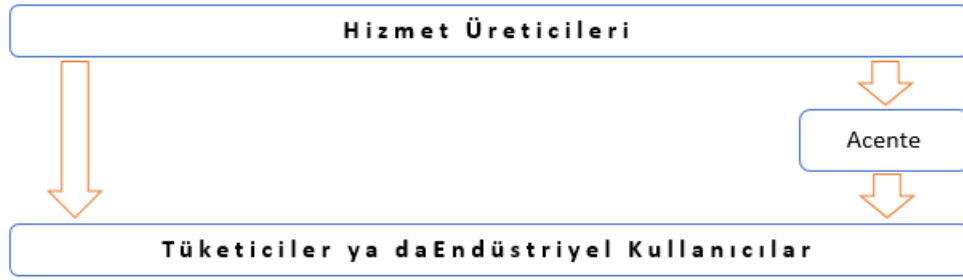 Hizmet Üreticileri
Acente
Tüketiciler ya daEndüstriyel Kullanıcılar